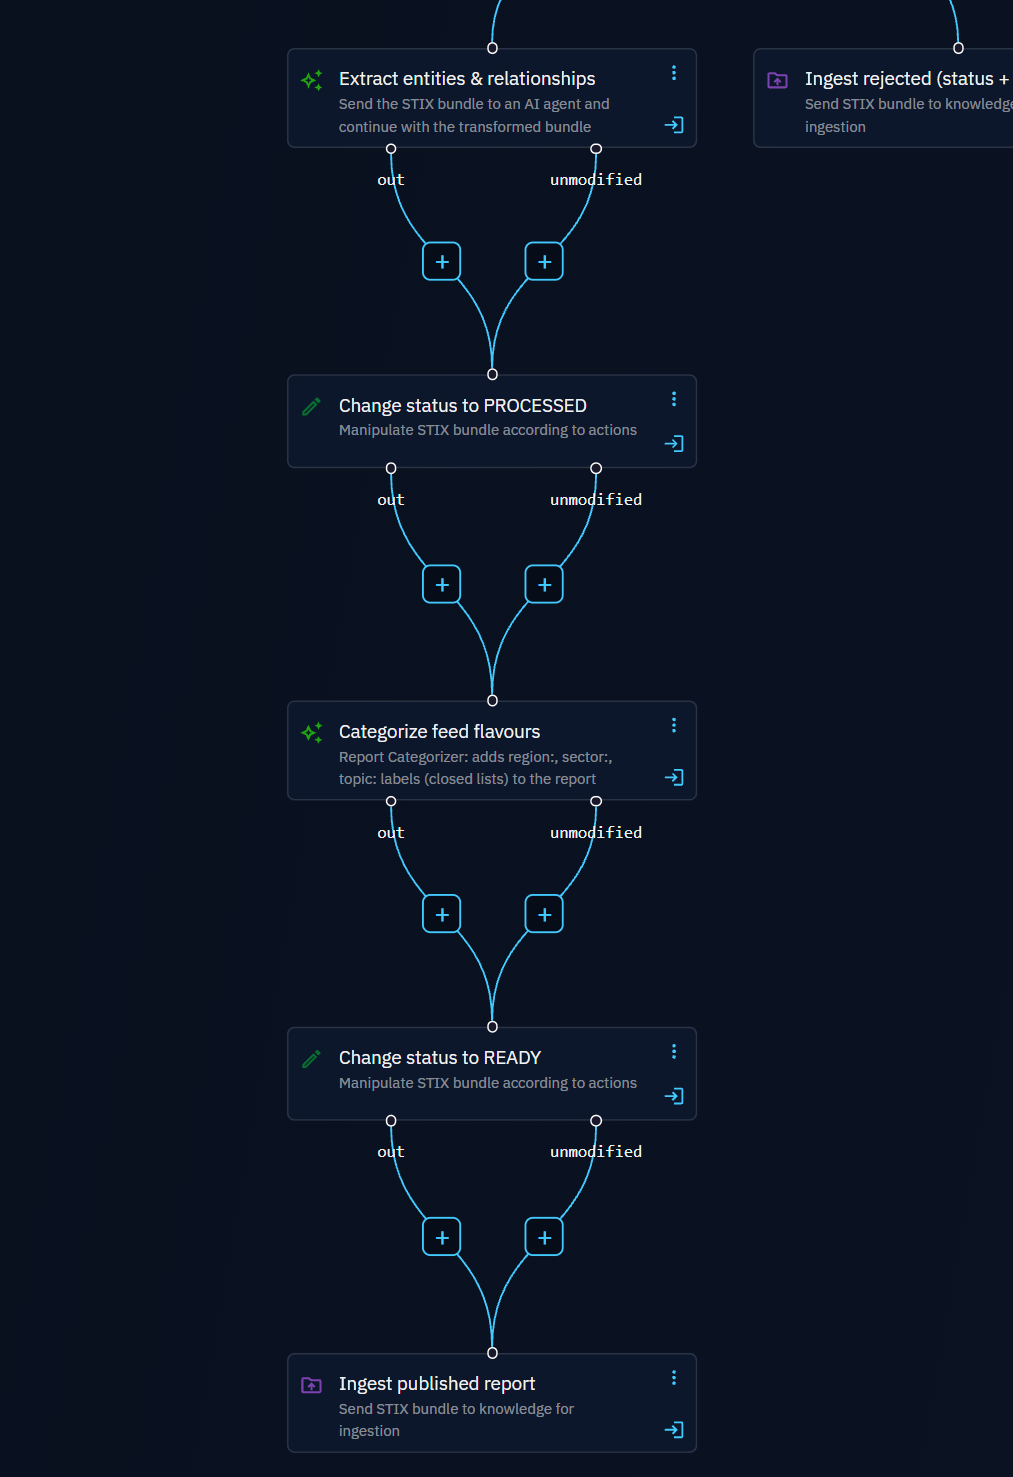 Extract entities & relationships
Send the STIX bundle to an AI agent and
continue with the transformed bundle
Ingest rejected (status +
Send STIX bundle to knowledge
ingestion
out
unmodified
Change status to PROCESSED
Manipulate STIX bundle according to actions
out
unmodified
Categorize feed flavours
Report Categorizer: adds region:, sector:,
topic: labels (closed lists) to the report
out
unmodified
Change status to READY
Manipulate STIX bundle according to actions
out
unmodified
Ingest published report
Send STIX bundle to knowledge for
ingestion